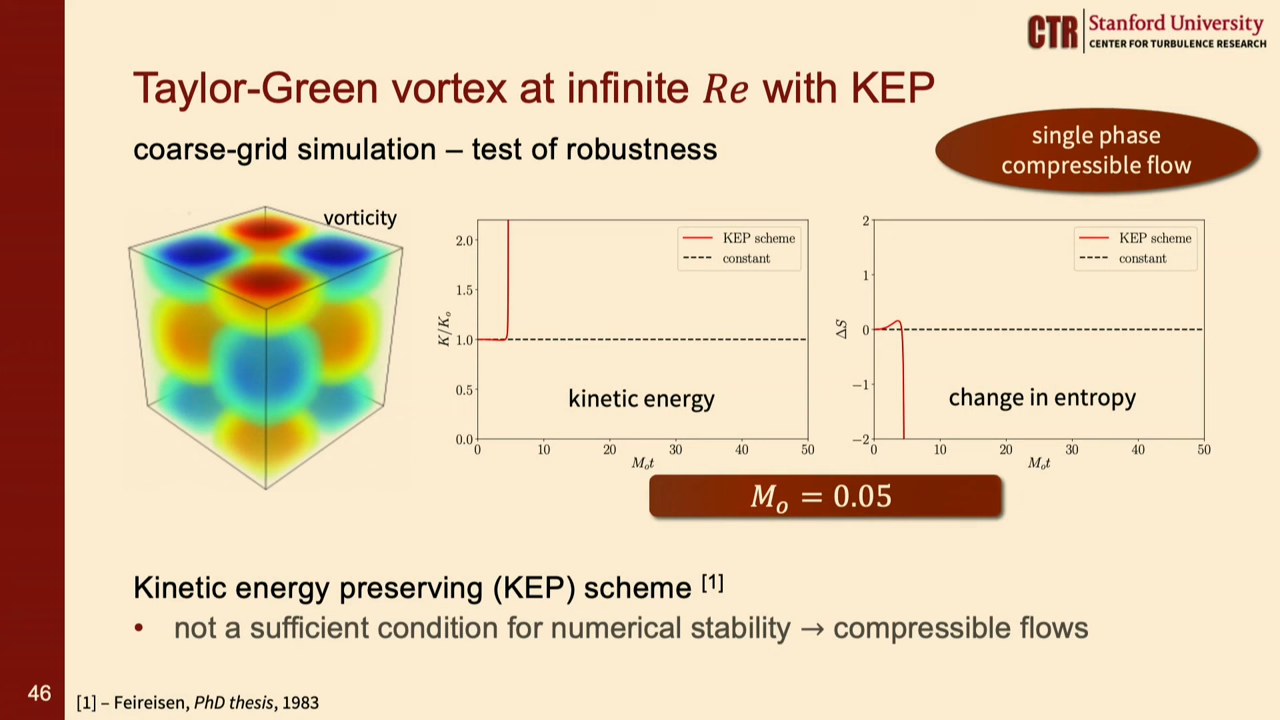 CTR
Stanford University
CENTER FOR TURBULENCE RESEARCH
Taylor-Green vortex at infinite Re with KEP
coarse-grid simulation – test of robustness
single phase
compressible flow
vorticity
2.0
1.5
1.0
0.5
0.0
K/Kₒ
KEP scheme
constant
kinetic energy
0 10 20 30 40 50
Mₒt
2
1
0
−1
−2
ΔS
KEP scheme
constant
change in entropy
0 10 20 30 40 50
Mₒt
Mₒ = 0.05
Kinetic energy preserving (KEP) scheme [1]
• not a sufficient condition for numerical stability → compressible flows
46
[1] – Feireisen, PhD thesis, 1983